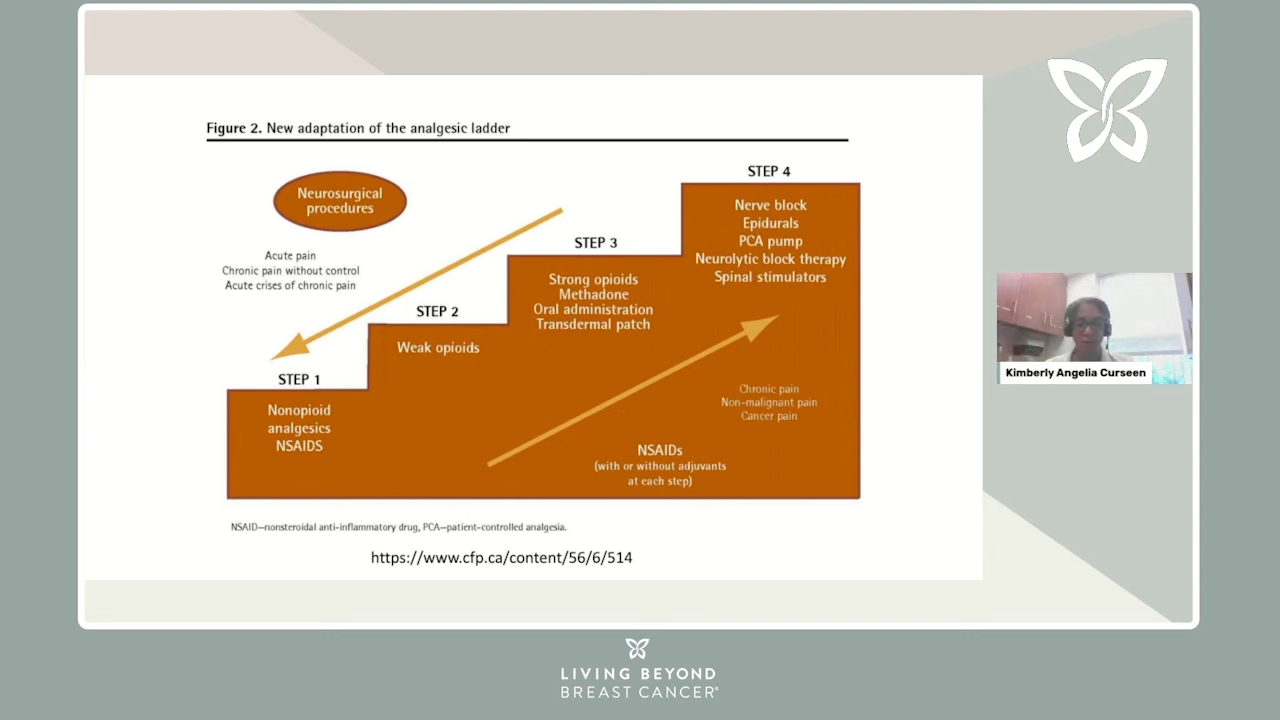 Figure 2. New adaptation of the analgesic ladder
Neurosurgical
procedures
Acute pain
Chronic pain without control
Acute crises of chronic pain
STEP 1
Nonopioid
analgesics
NSAIDS
STEP 2
Weak opioids
STEP 3
Strong opioids
Methadone
Oral administration
Transdermal patch
STEP 4
Nerve block
Epidurals
PCA pump
Neurolytic block therapy
Spinal stimulators
Chronic pain
Non-malignant pain
Cancer pain
NSAIDs
(with or without adjuvants
at each step)
NSAID—nonsteroidal anti-inflammatory drug, PCA—patient-controlled analgesia.
https://www.cfp.ca/content/56/6/514
Kimberly Angelia Curseen
LIVING BEYOND
BREAST CANCER®